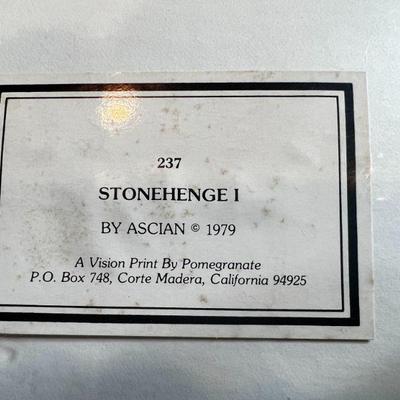 237
STONEHENGE I
BY ASCIAN © 1979
A Vision Print By Pomegranate
P.O. Box 748, Corte Madera, California 94925